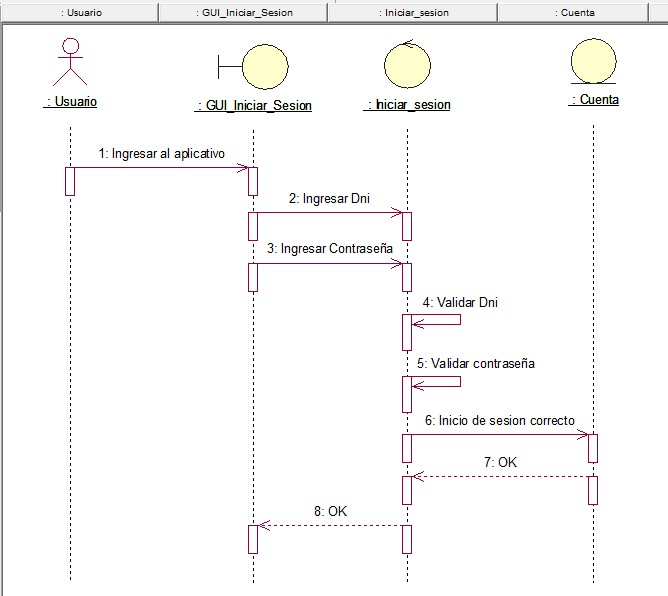 : Usuario
: GUI_Iniciar_Sesion
: Iniciar_sesion
: Cuenta
: Usuario
: GUI_Iniciar_Sesion
: Iniciar_sesion
: Cuenta
1: Ingresar al aplicativo
2: Ingresar Dni
3: Ingresar Contraseña
4: Validar Dni
5: Validar contraseña
6: Inicio de sesion correcto
7: OK
8: OK